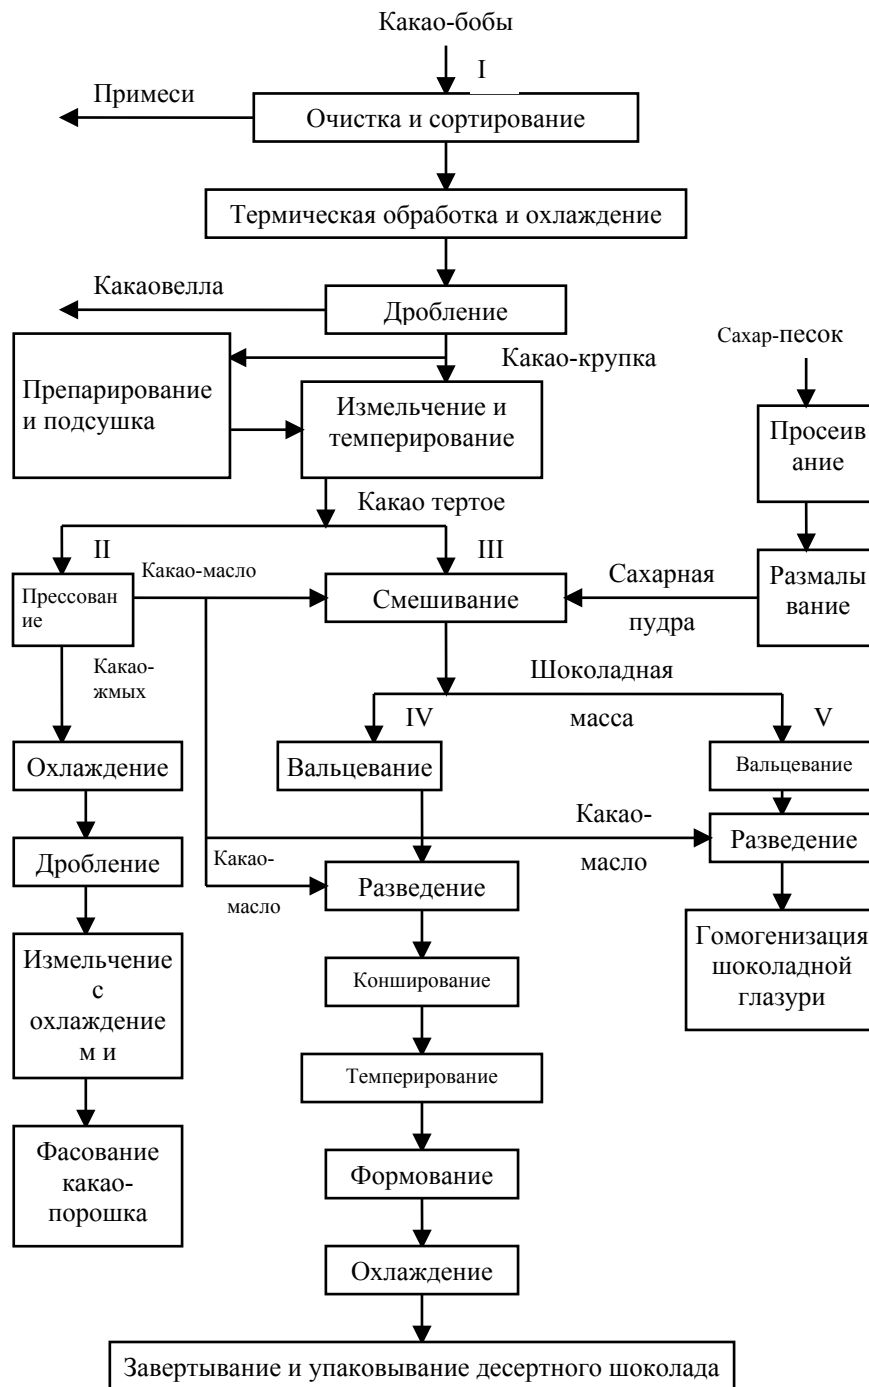 Какао-бобы
I
Примеси
Очистка и сортирование
Термическая обработка и охлаждение
Какаовелла
Дробление
Какао-крупка
Сахар-песок
Препарирование
и подсушка
Измельчение и
темперирование
Просеив
ание
Какао тертое
II
III
Какао-масло
Прессован
ие
Смешивание
Сахарная
пудра
Размалы
вание
Какао-
жмых
Шоколадная
масса
IV
V
Охлаждение
Вальцевание
Вальцевание
Какао-
масло
Разведение
Дробление
Какао-
масло
Разведение
Гомогенизация
шоколадной
глазури
Измельчение
с
охлаждение
м и
Конширование
Темперирование
Фасование
какао-
порошка
Формование
Охлаждение
Завертывание и упаковывание десертного шоколада